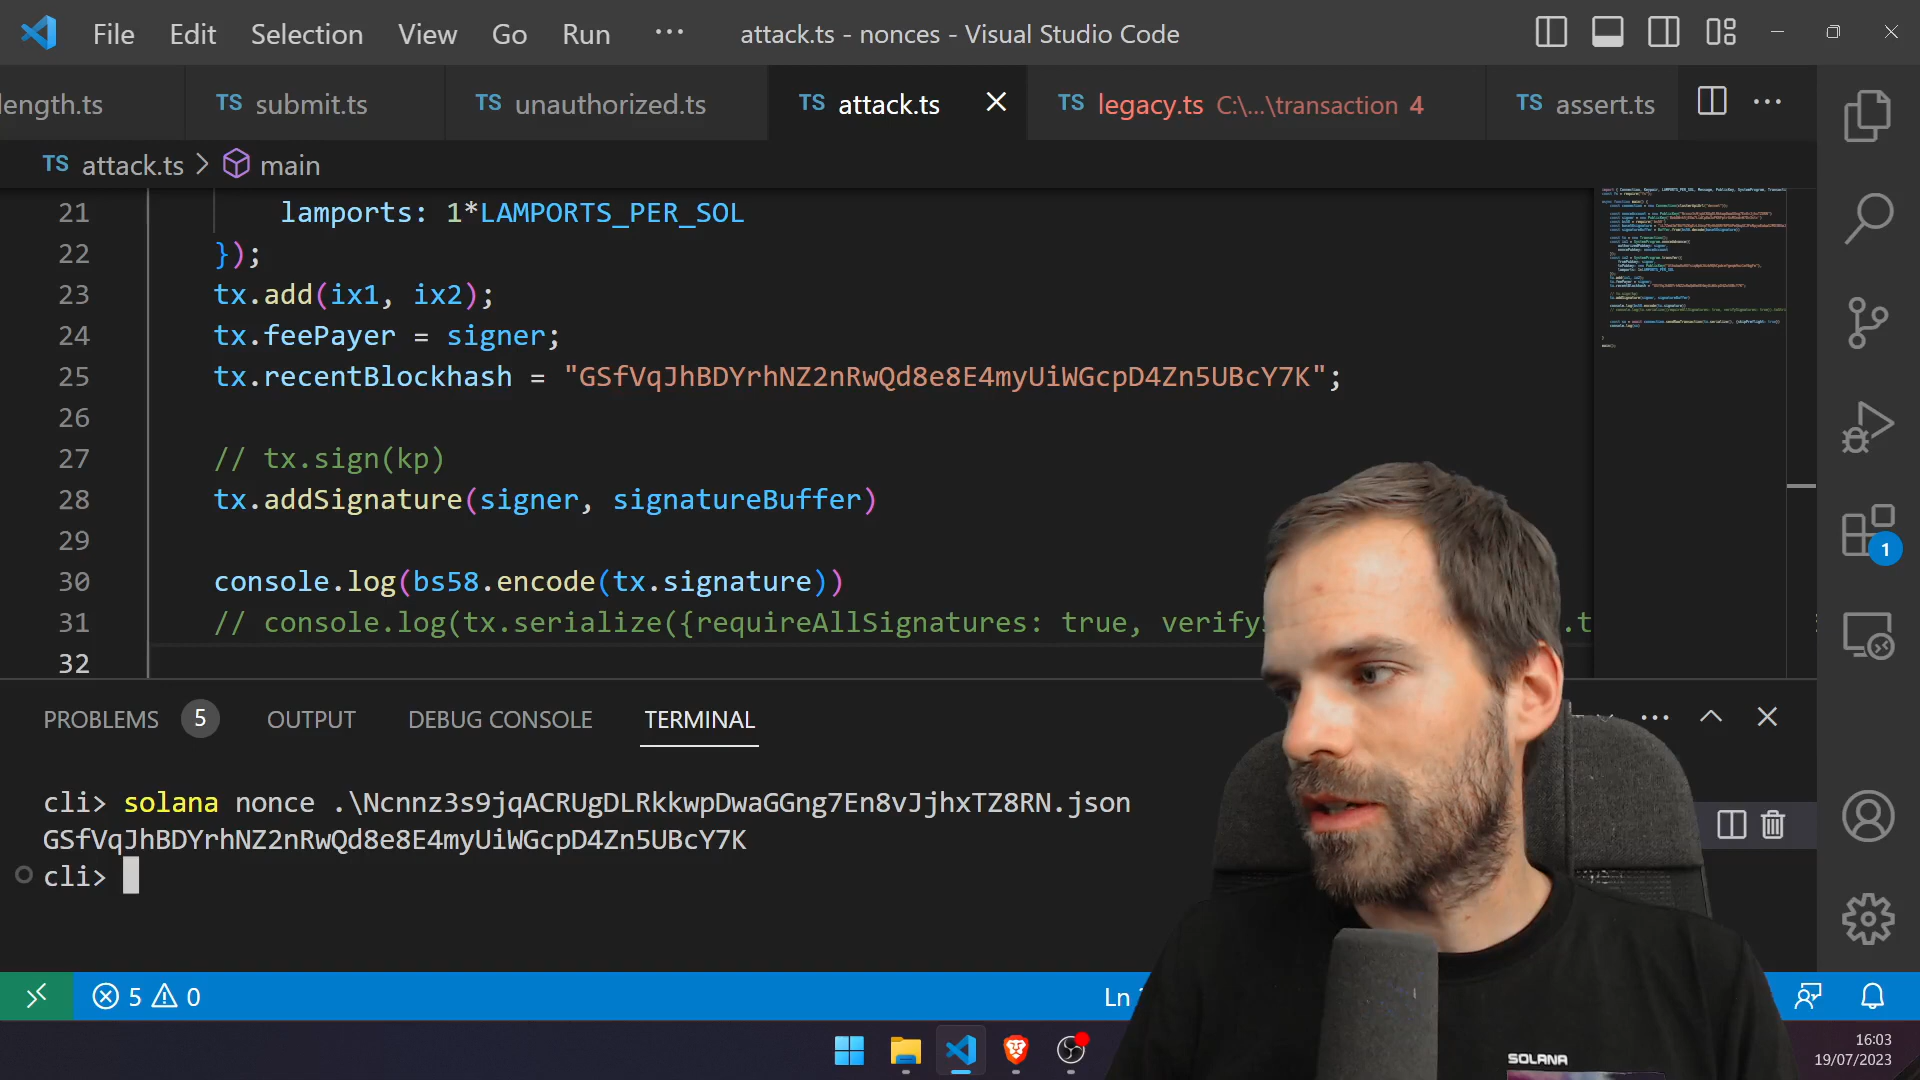 File Edit Selection View Go Run ··· attack.ts - nonces - Visual Studio Code
length.ts TS submit.ts TS unauthorized.ts TS attack.ts TS legacy.ts C:\...\transaction 4 TS assert.ts ···
TS attack.ts > main
21 lamports: 1*LAMPORTS_PER_SOL
22 });
23 tx.add(ix1, ix2);
24 tx.feePayer = signer;
25 tx.recentBlockhash = "GSfVqJhBDYrhNZ2nRwQd8e8E4myUiWGcpD4Zn5UBcY7K";
26
27 // tx.sign(kp)
28 tx.addSignature(signer, signatureBuffer)
29
30 console.log(bs58.encode(tx.signature))
31 // console.log(tx.serialize({requireAllSignatures: true, verifyS .t
32
PROBLEMS 5 OUTPUT DEBUG CONSOLE TERMINAL ···
cli> solana nonce .\Ncnnz3s9jqACRUgDLRkkwpDwaGGng7En8vJjhxTZ8RN.json
GSfVqJhBDYrhNZ2nRwQd8e8E4myUiWGcpD4Zn5UBcY7K
cli>
1
5 0 Ln
16:03
19/07/2023
SOLANA